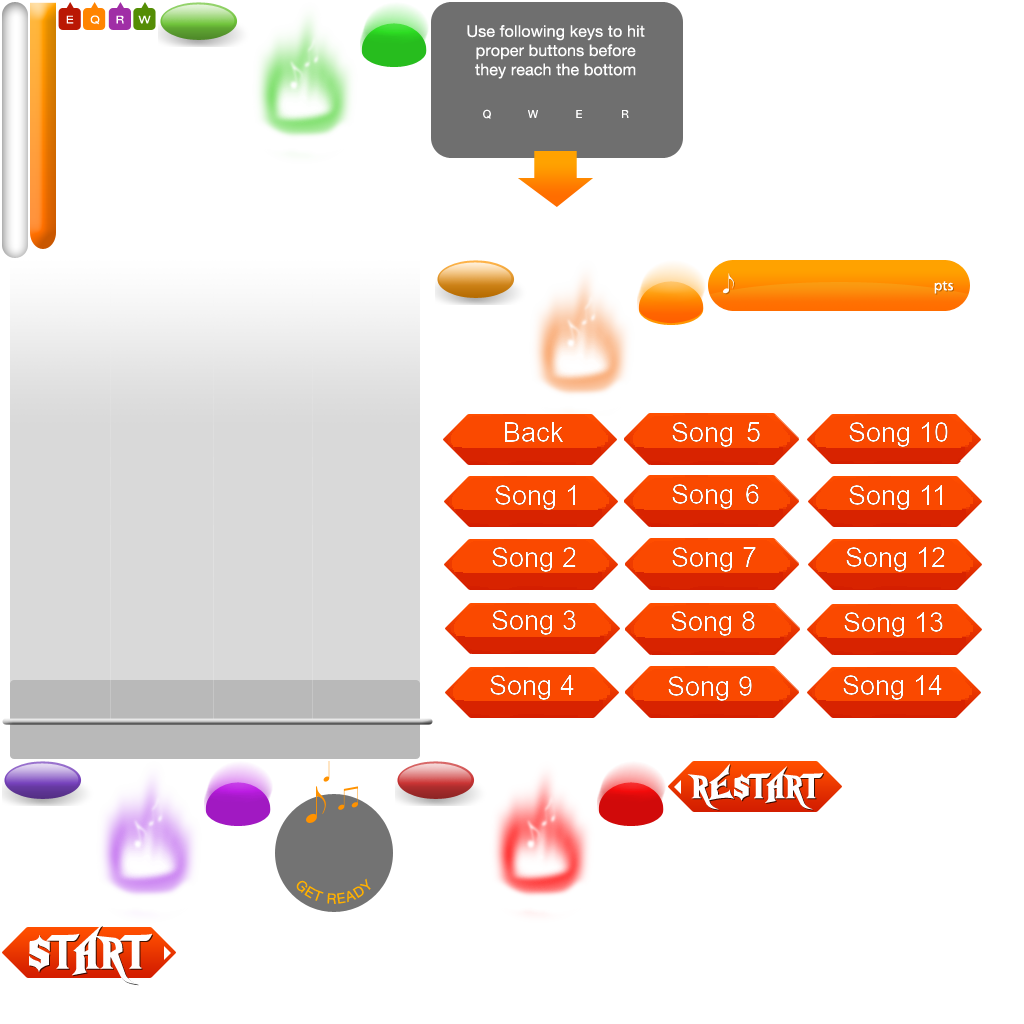 E Q R W
Use following keys to hit
proper buttons before
they reach the bottom
Q W E R
pts
Back
Song 5
Song 10
Song 1
Song 6
Song 11
Song 2
Song 7
Song 12
Song 3
Song 8
Song 13
Song 4
Song 9
Song 14
RESTART
GET READY
START